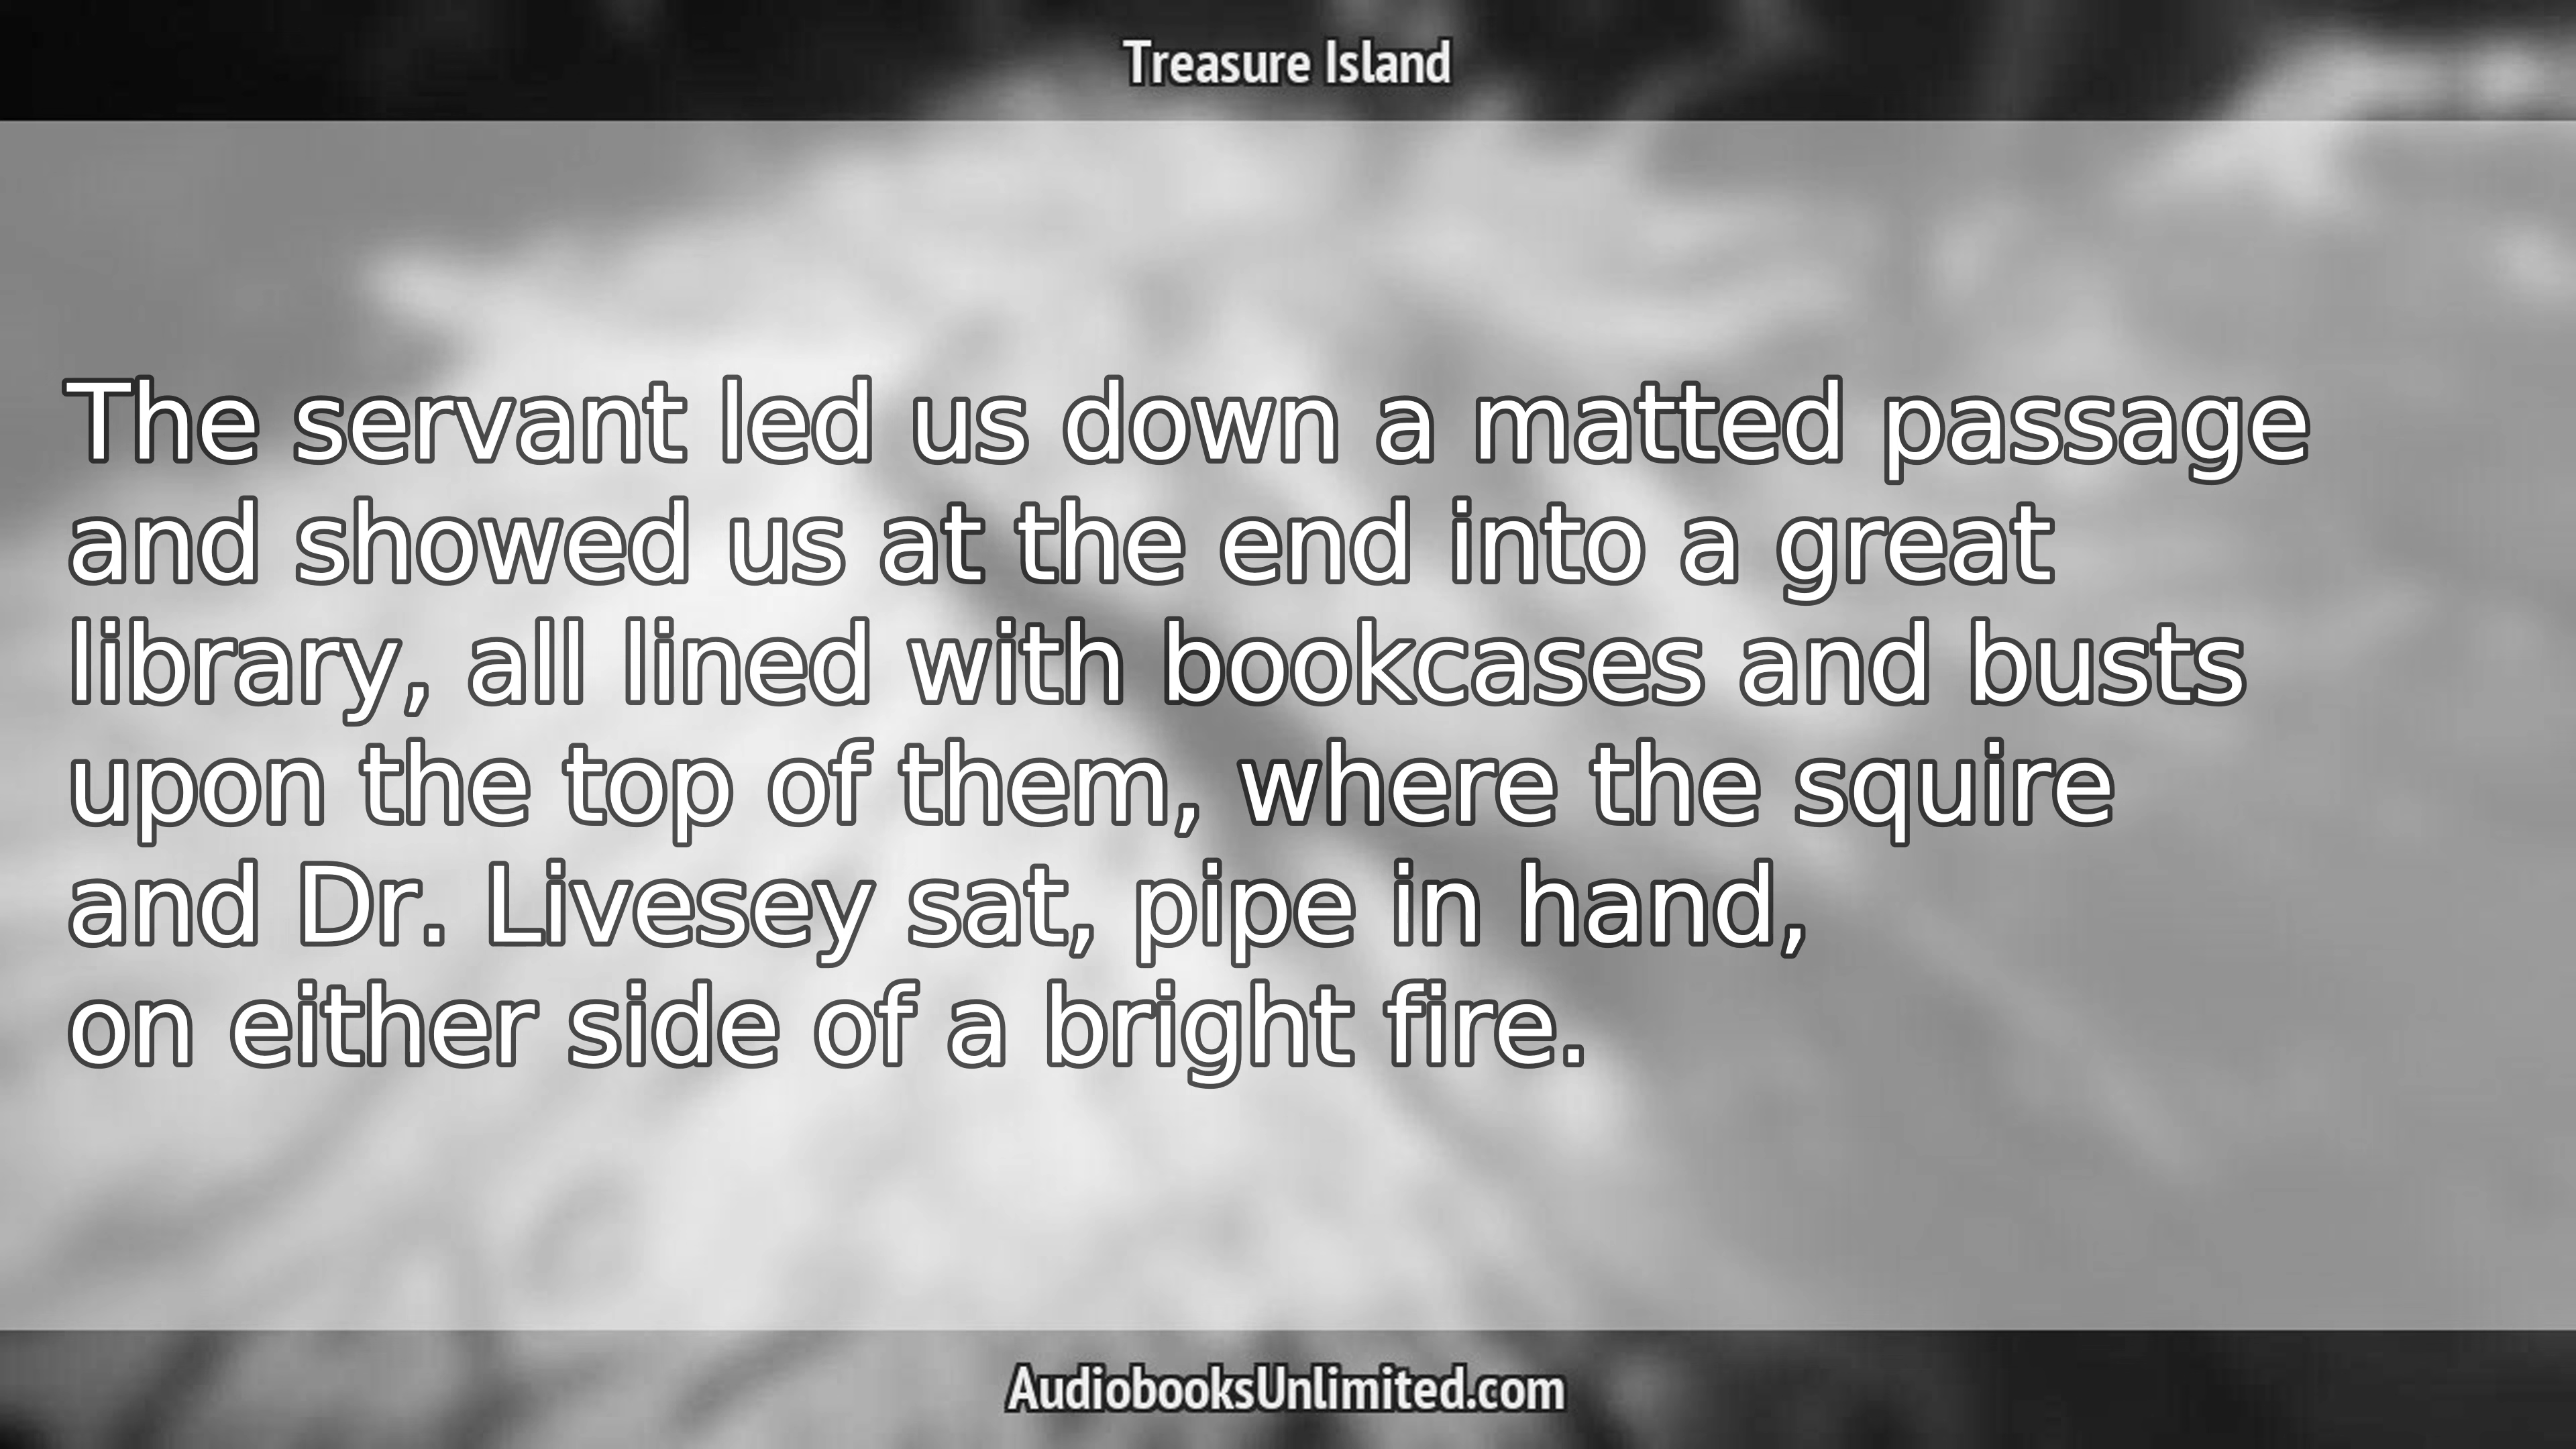 Treasure Island
The servant led us down a matted passage
and showed us at the end into a great
library, all lined with bookcases and busts
upon the top of them, where the squire
and Dr. Livesey sat, pipe in hand,
on either side of a bright fire.
AudiobooksUnlimited.com